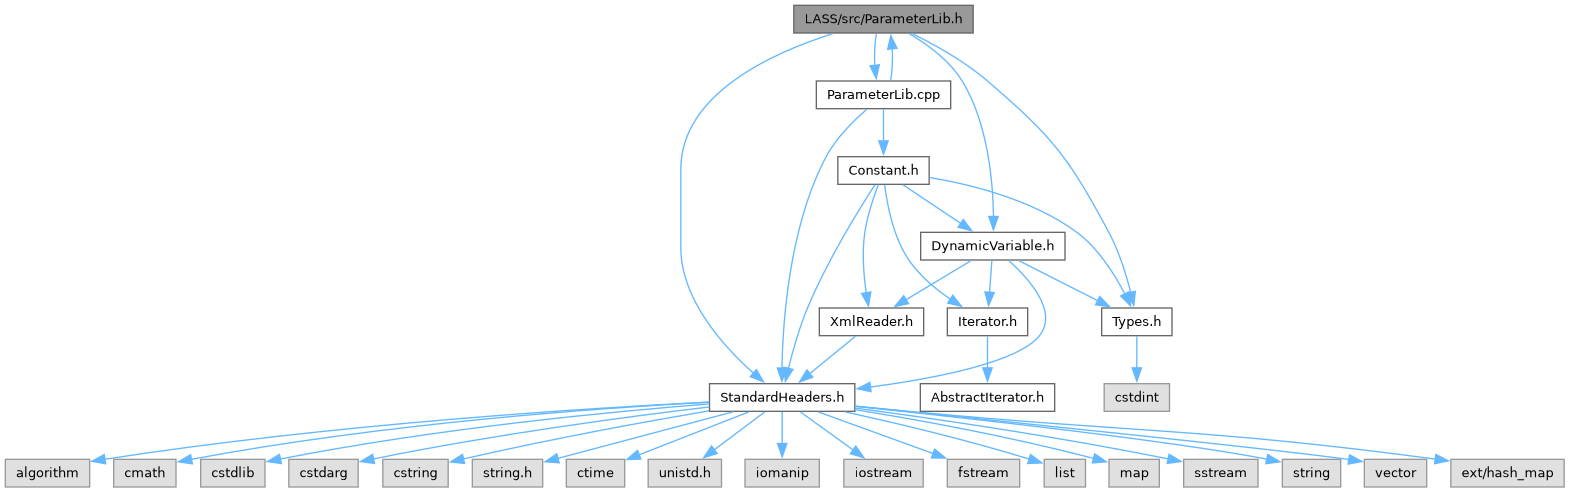 LASS/src/ParameterLib.h
ParameterLib.cpp
Constant.h
DynamicVariable.h
XmlReader.h
Iterator.h
Types.h
StandardHeaders.h
AbstractIterator.h
cstdint
algorithm
cmath
cstdlib
cstdarg
cstring
string.h
ctime
unistd.h
iomanip
iostream
fstream
list
map
sstream
string
vector
ext/hash_map